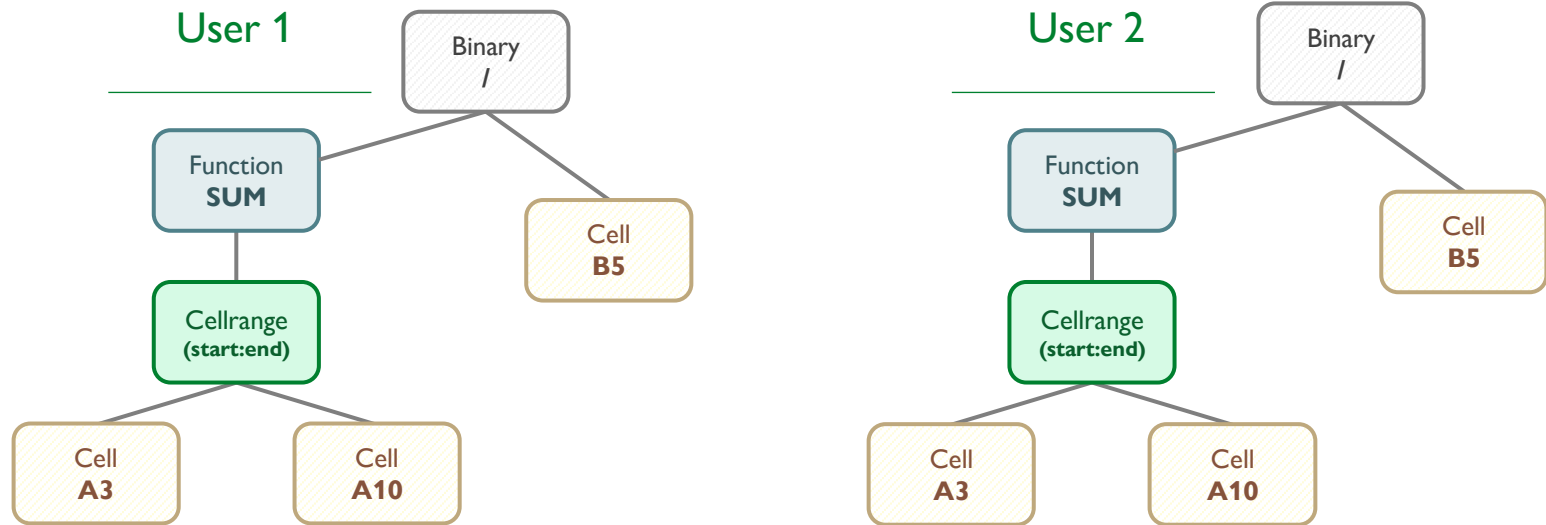 User 1
Binary
/
Function
SUM
Cell
B5
Cellrange
(start:end)
Cell
A3
Cell
A10
User 2
Binary
/
Function
SUM
Cell
B5
Cellrange
(start:end)
Cell
A3
Cell
A10